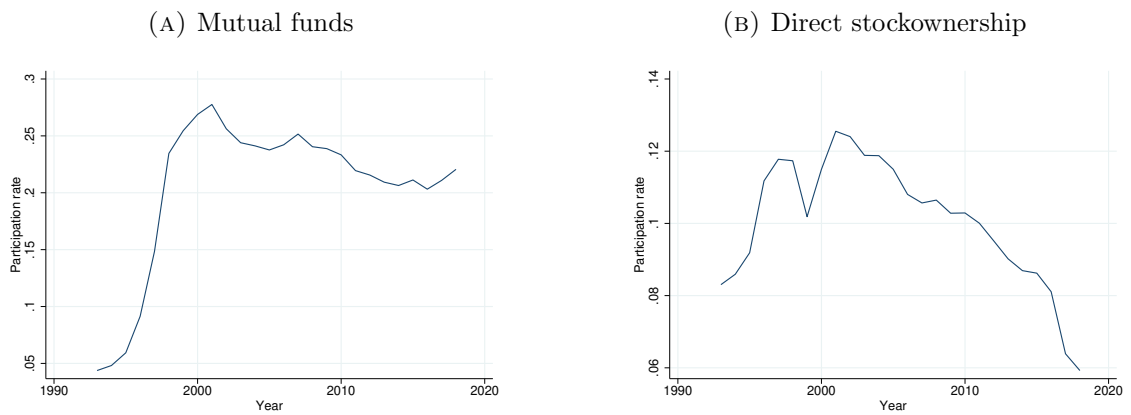 (A) Mutual funds
Participation rate
.3
.25
.2
.15
.1
.05
1990 2000 2010 2020
Year
(B) Direct stockownership
Participation rate
.14
.12
.1
.08
.06
1990 2000 2010 2020
Year